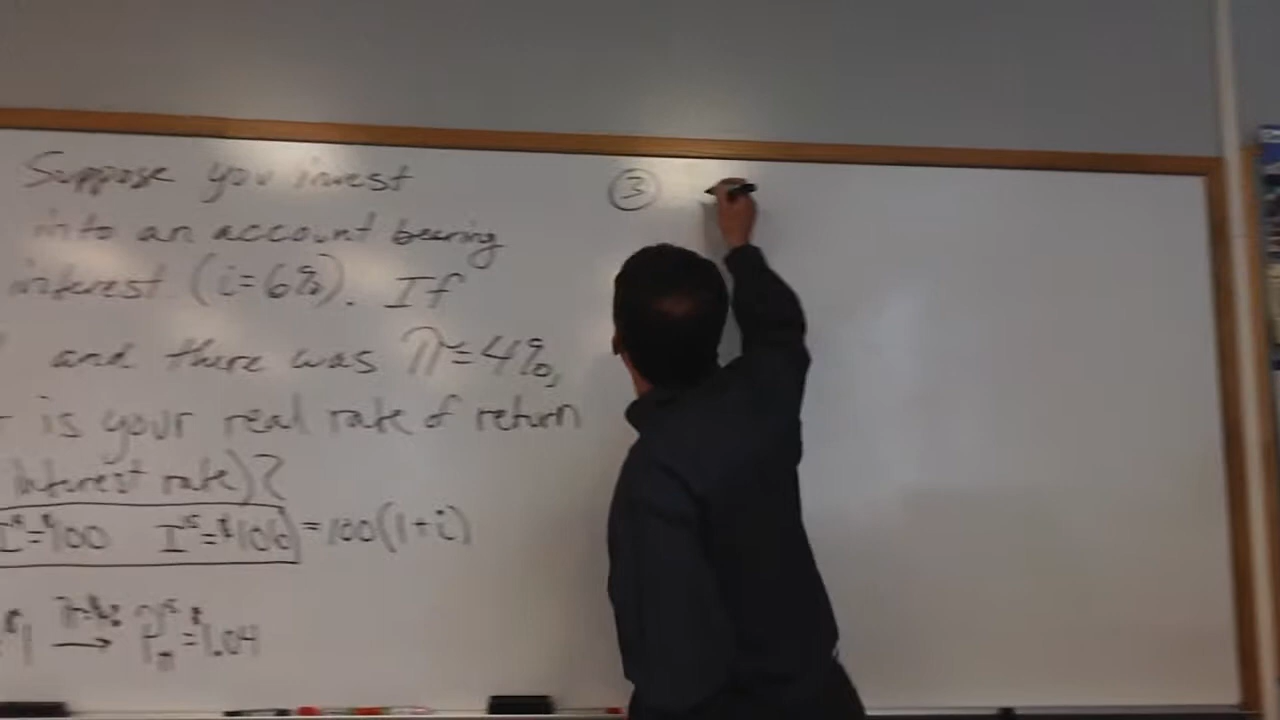 Suppose you invest
into an account bearing
interest (i=6%). If
and there was π=4%,
is your real rate of return
interest rate)?
=$100 I¹⁵=$106 = 100(1+i)
→ =1.04
③